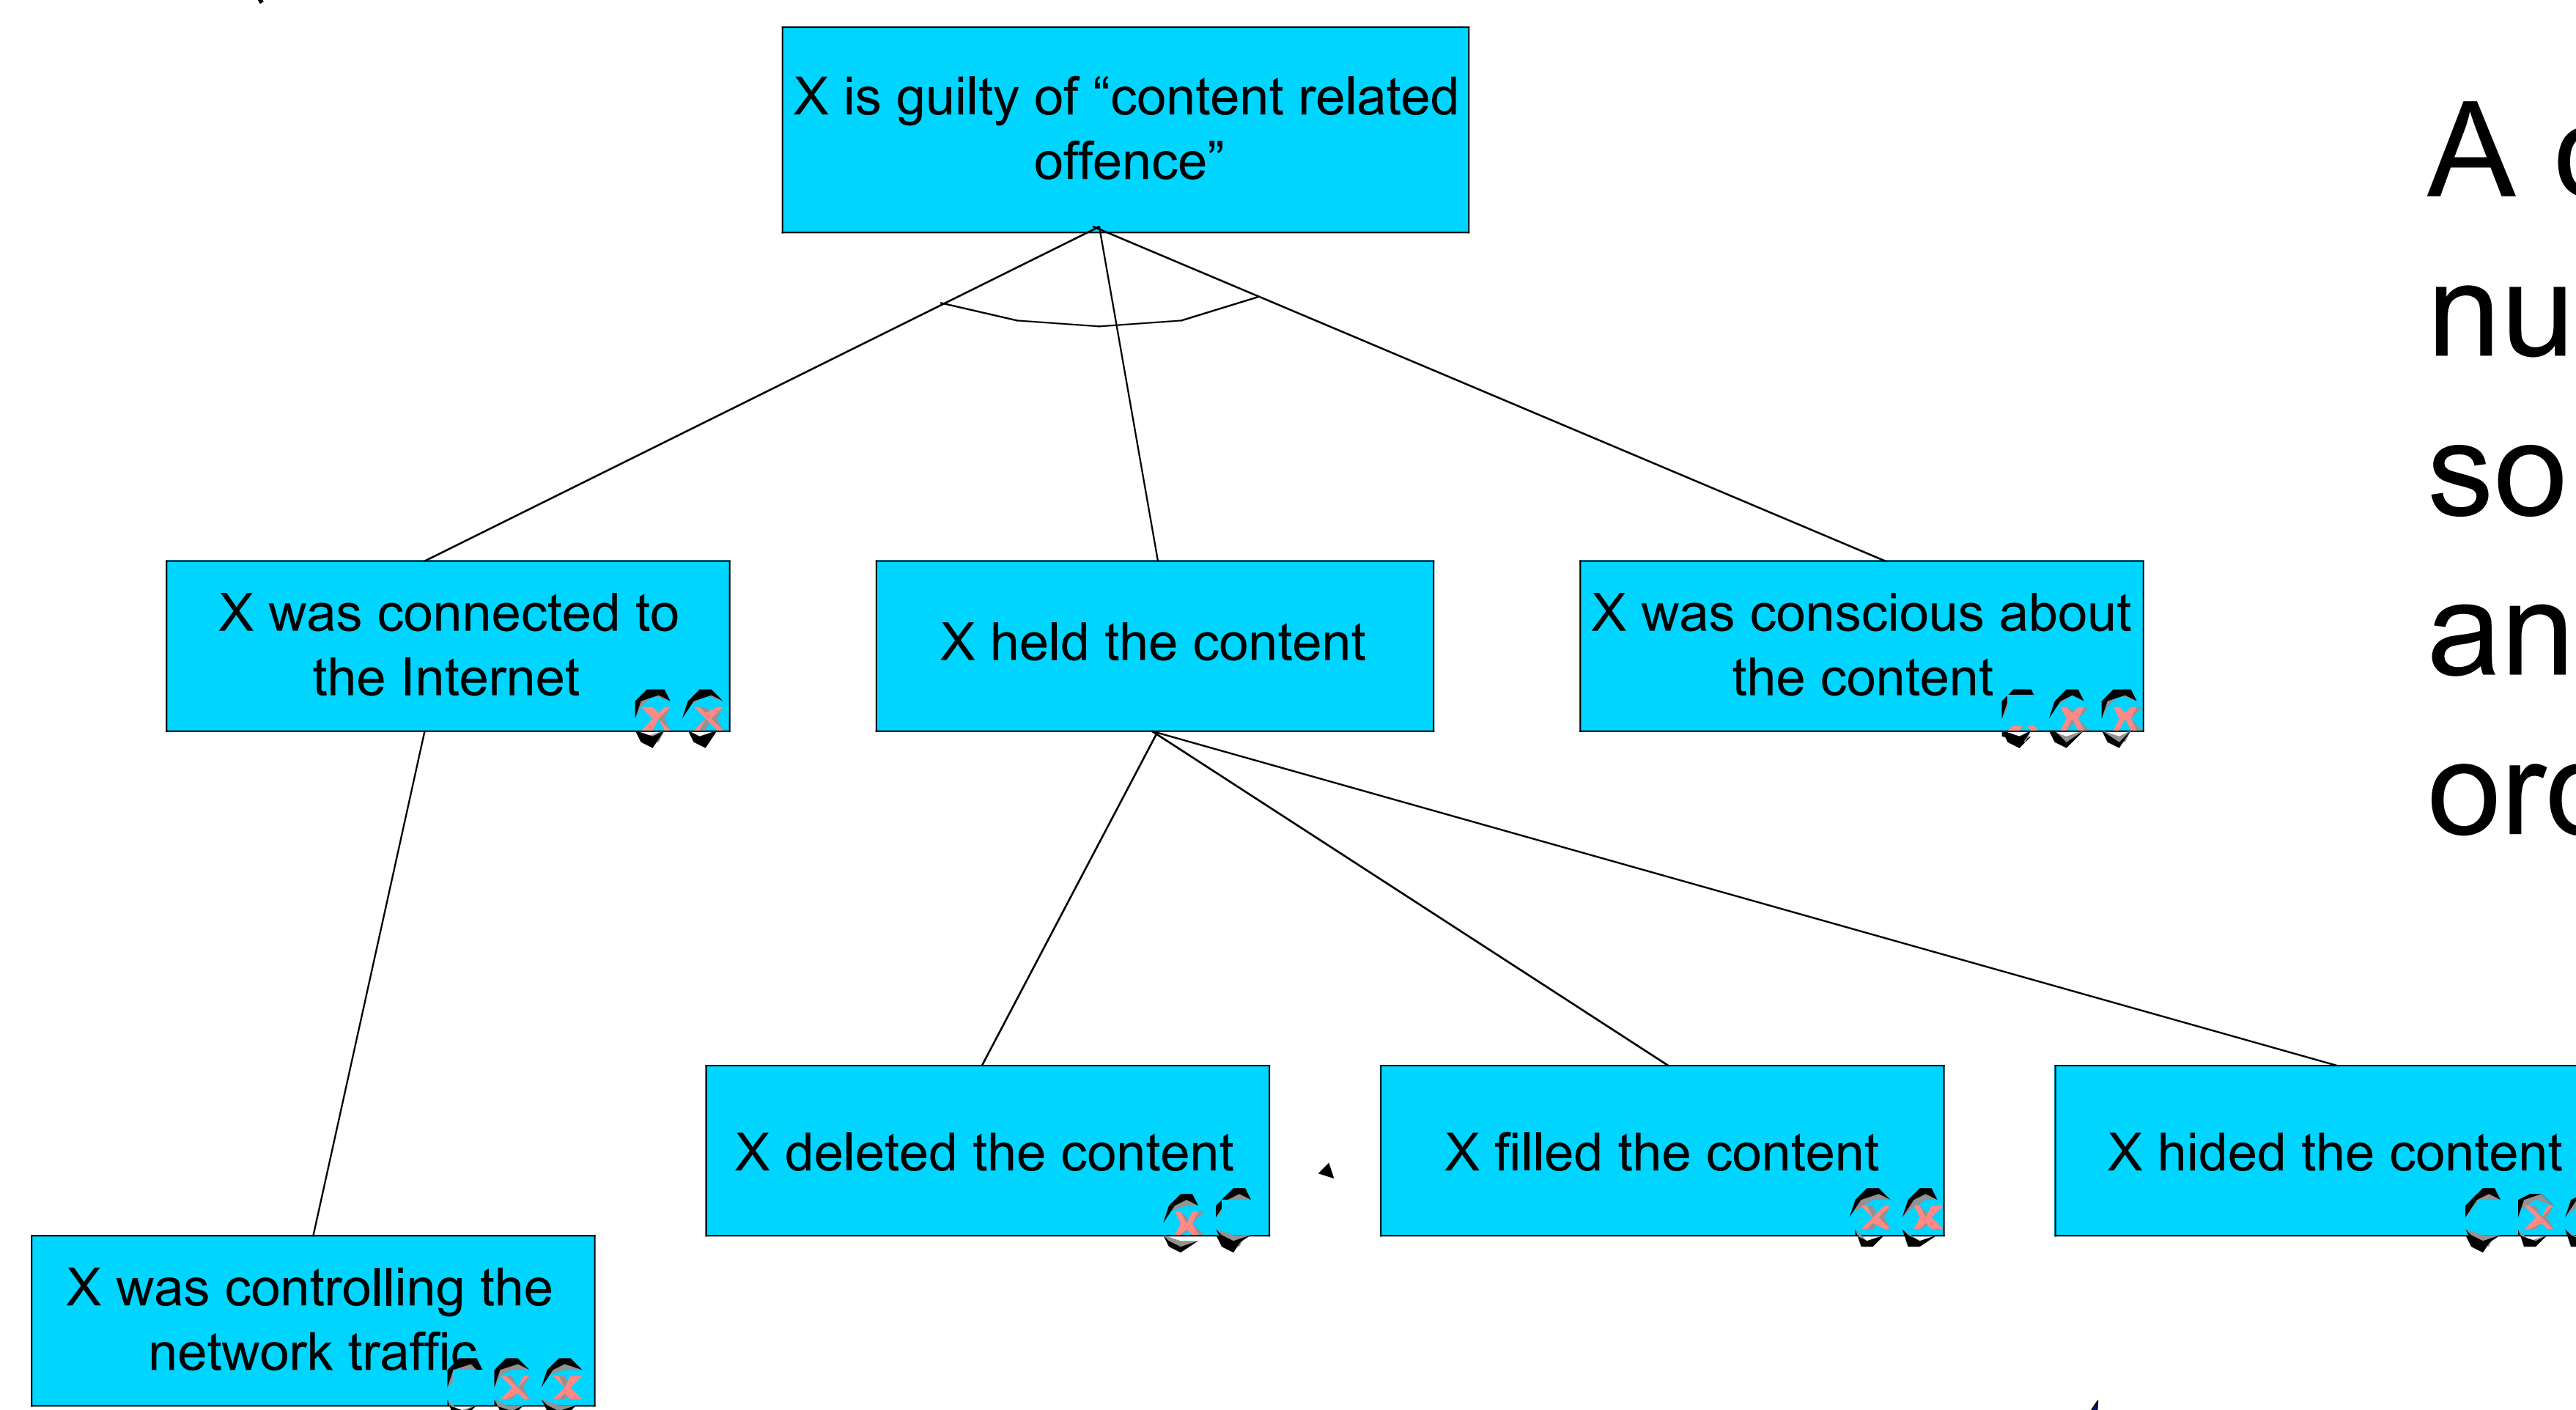 X is guilty of “content related
offence”
X was connected to
the Internet
X held the content
X was conscious about
the content
X deleted the content
X filled the content
X hided the content
X was controlling the
network traffic
A
so